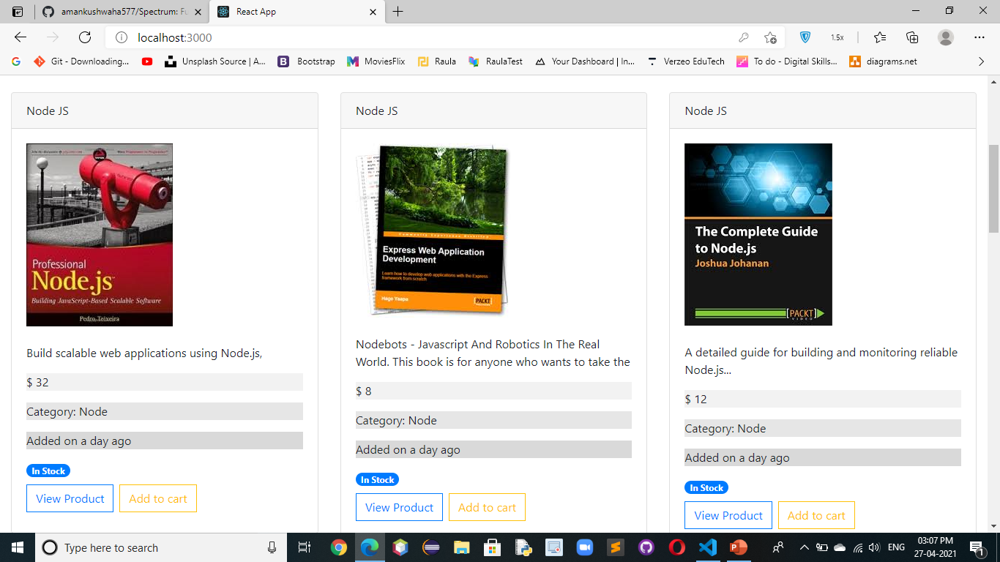 amankushwaha577/Spectrum: Fu
React App
localhost:3000
1.5x
Git - Downloading...
Unsplash Source | A...
Bootstrap
MoviesFlix
Raula
RaulaTest
Your Dashboard | In...
Verzeo EduTech
To do - Digital Skills...
diagrams.net
Node JS
Professional
Node.js
Building JavaScript-Based Scalable Software
Pedro Teixeira
Build scalable web applications using Node.js,
$ 32
Category: Node
Added on a day ago
In Stock
View Product
Add to cart
Node JS
Community Experience Distilled
Express Web Application
Development
Learn how to develop web applications with the Express
framework from scratch
Hage Yaapa
[PACKT]
Nodebots - Javascript And Robotics In The Real
World. This book is for anyone who wants to take the
$ 8
Category: Node
Added on a day ago
In Stock
View Product
Add to cart
Node JS
The Complete Guide
to Node.js
Joshua Johanan
[PACKT]
VIDEO
A detailed guide for building and monitoring reliable
Node.js...
$ 12
Category: Node
Added on a day ago
In Stock
View Product
Add to cart
Type here to search
ENG
03:07 PM
27-04-2021
1